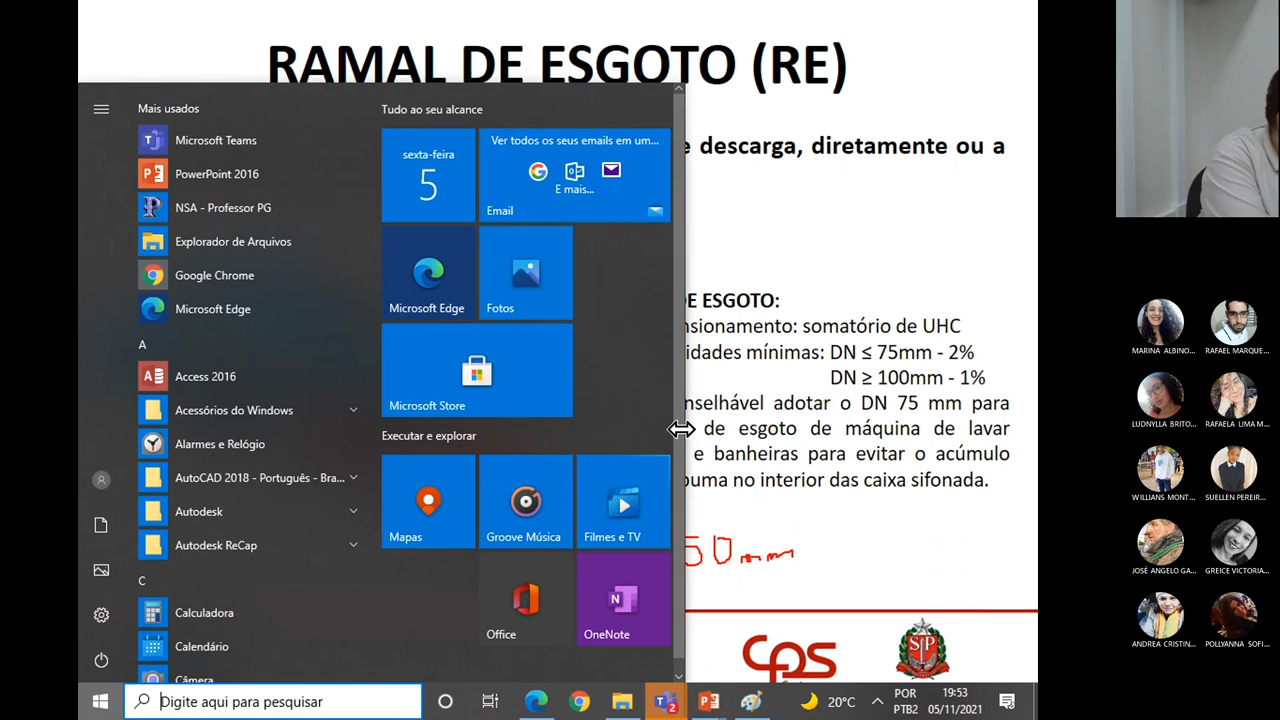 RAMAL DE ESGOTO (RE)
e descarga, diretamente ou a
E ESGOTO:
nsionamento: somatório de UHC
idades mínimas: DN ≤ 75mm - 2%
DN ≥ 100mm - 1%
nselhável adotar o DN 75 mm para
de esgoto de máquina de lavar
e banheiras para evitar o acúmulo
puma no interior das caixa sifonada.
50mm
cps
SP
Mais usados
Microsoft Teams
PowerPoint 2016
NSA - Professor PG
Explorador de Arquivos
Google Chrome
Microsoft Edge
A
Access 2016
Acessórios do Windows
Alarmes e Relógio
AutoCAD 2018 - Português - Bra...
Autodesk
Autodesk ReCap
C
Calculadora
Calendário
Câmera
Tudo ao seu alcance
sexta-feira
5
Ver todos os seus emails em um...
E mais...
Email
Microsoft Edge
Fotos
Microsoft Store
Executar e explorar
Mapas
Groove Música
Filmes e TV
Office
OneNote
Digite aqui para pesquisar
2
20°C
POR
PTB2
19:53
05/11/2021
MARINA ALBINO...
RAFAEL MARQUE...
LUDNYLLA BRITO...
RAFAELA LIMA M...
WILLIANS MONT...
SUELLEN PEREIR...
JOSÉ ANGELO GA...
GREICE VICTORIA...
ANDREA CRISTIN...
POLLYANNA SOFI...